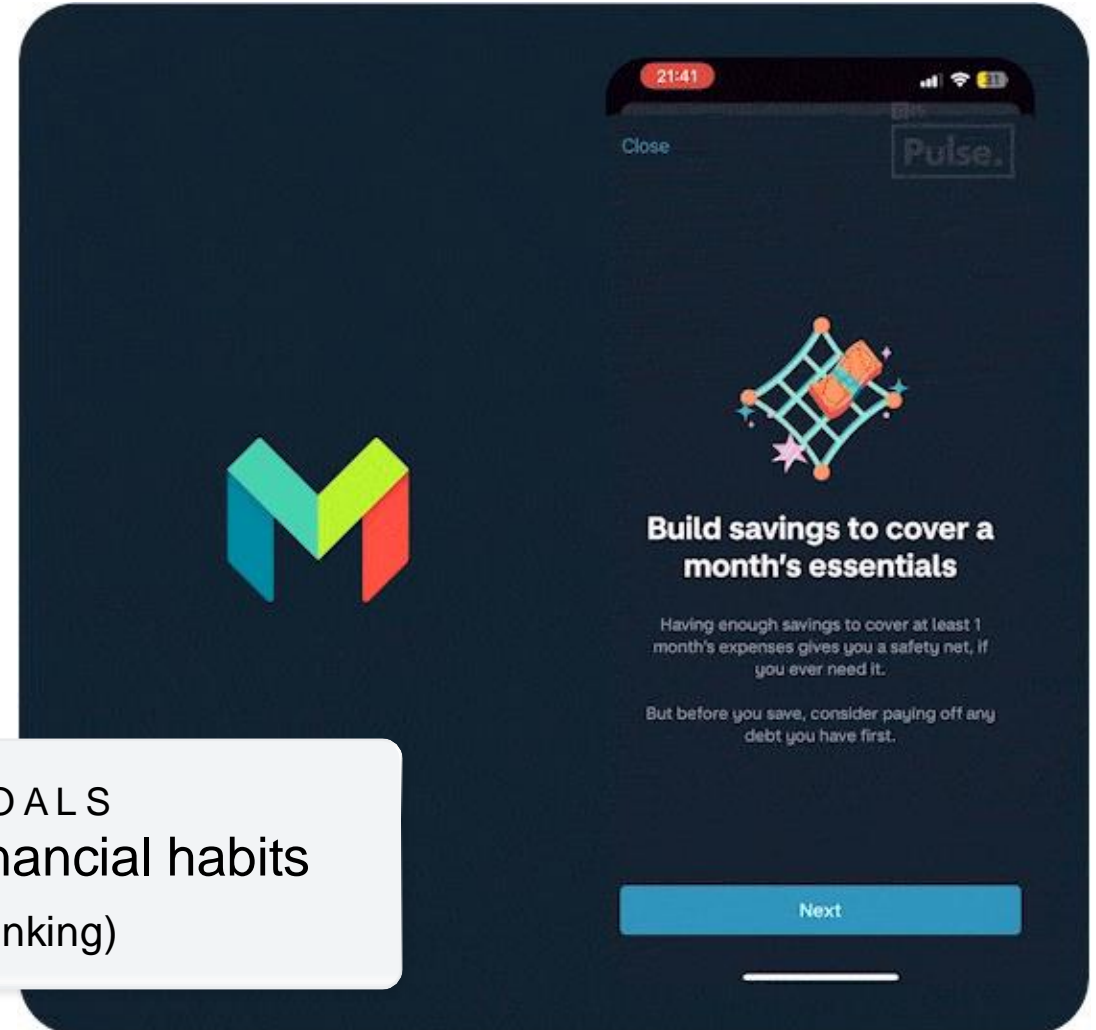 21:41
31
Close
Pulse.
Build savings to cover a
month's essentials
Having enough savings to cover at least 1
month's expenses gives you a safety net, if
you ever need it.
But before you save, consider paying off any
debt you have first.
OALS
nancial habits
nking)
Next